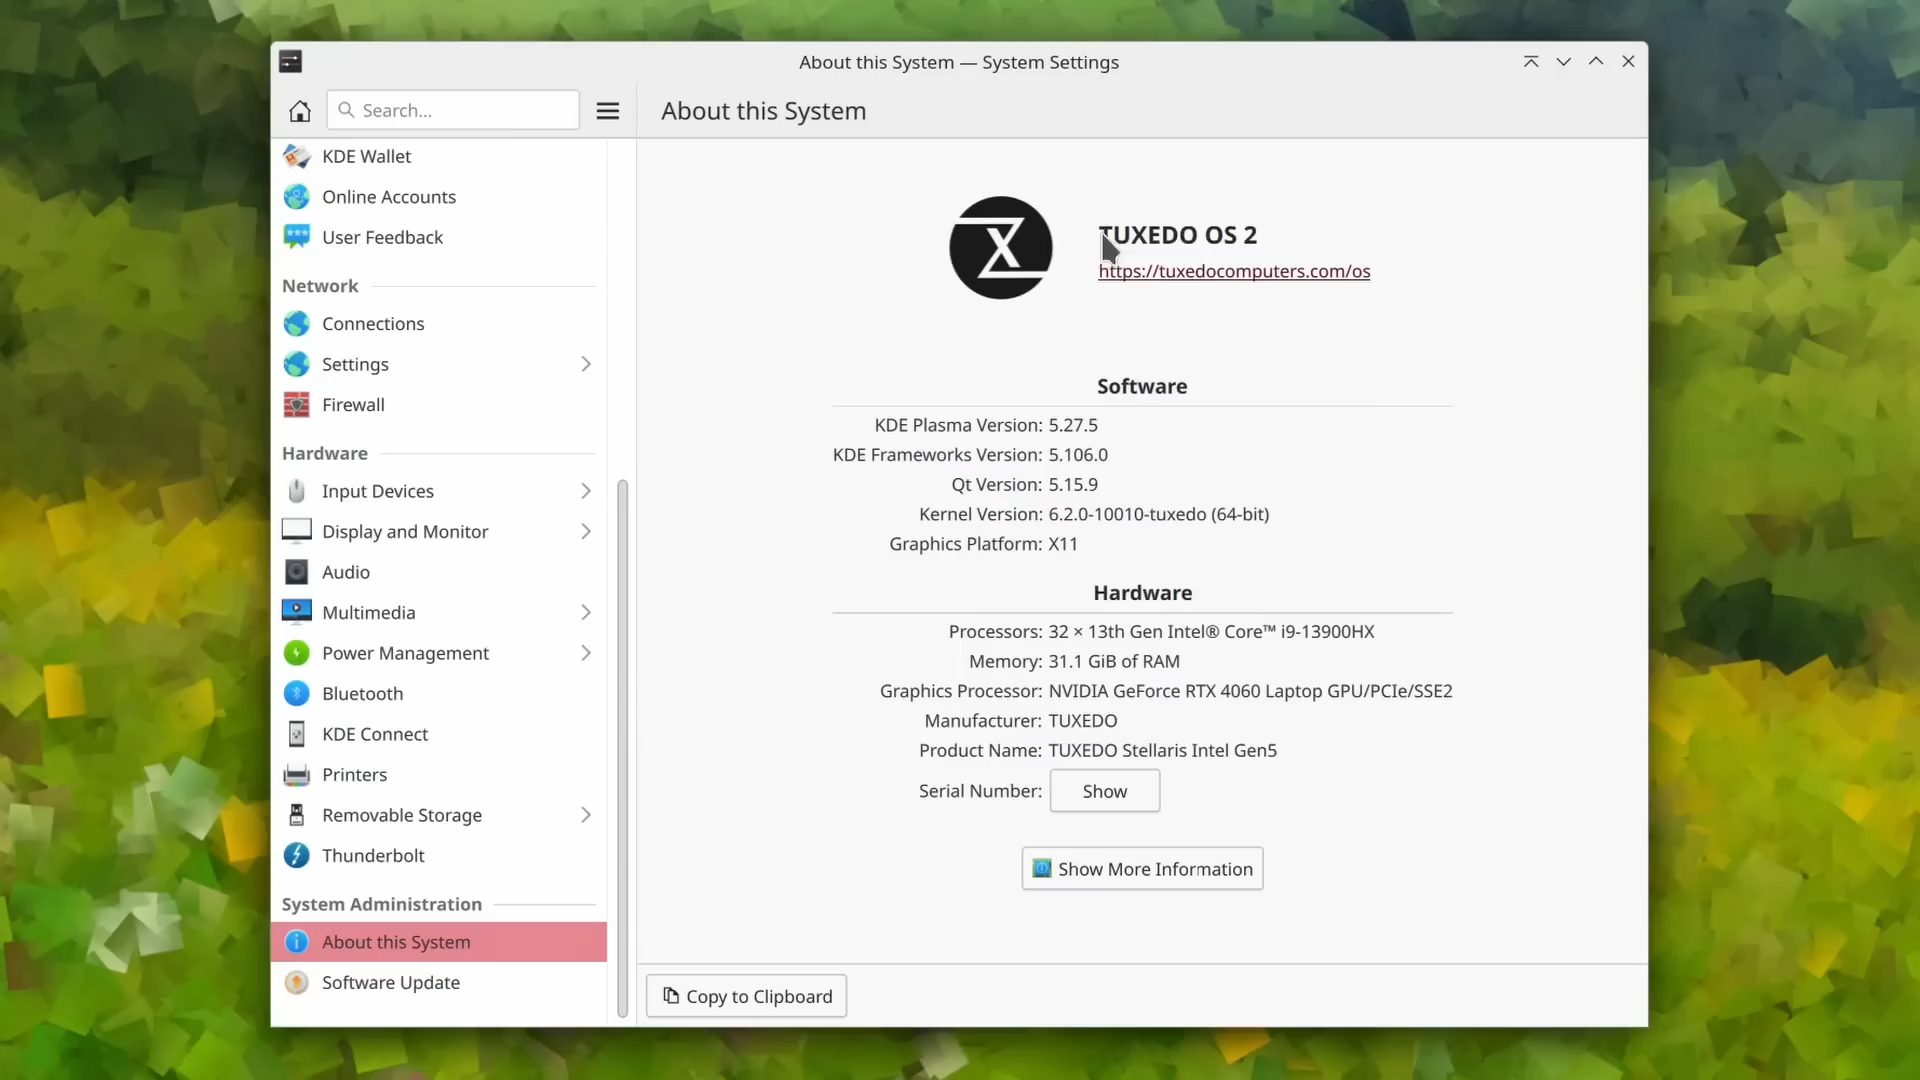 About this System — System Settings
Search...
About this System
KDE Wallet
Online Accounts
User Feedback
Network
Connections
Settings
Firewall
Hardware
Input Devices
Display and Monitor
Audio
Multimedia
Power Management
Bluetooth
KDE Connect
Printers
Removable Storage
Thunderbolt
System Administration
About this System
Software Update
TUXEDO OS 2
https://tuxedocomputers.com/os
Software
KDE Plasma Version: 5.27.5
KDE Frameworks Version: 5.106.0
Qt Version: 5.15.9
Kernel Version: 6.2.0-10010-tuxedo (64-bit)
Graphics Platform: X11
Hardware
Processors: 32 × 13th Gen Intel® Core™ i9-13900HX
Memory: 31.1 GiB of RAM
Graphics Processor: NVIDIA GeForce RTX 4060 Laptop GPU/PCIe/SSE2
Manufacturer: TUXEDO
Product Name: TUXEDO Stellaris Intel Gen5
Serial Number: Show
Show More Information
Copy to Clipboard